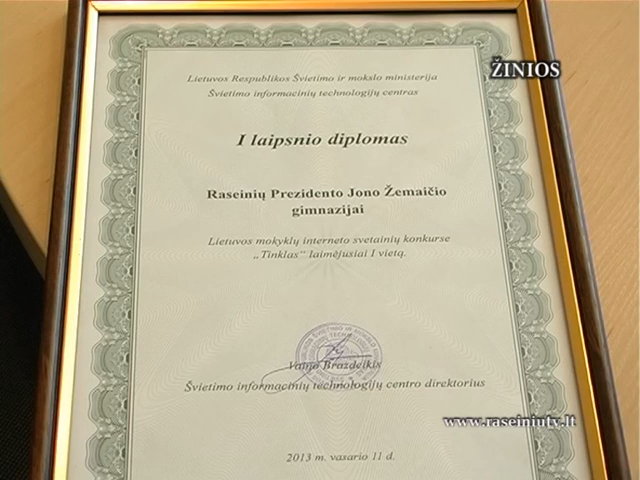 Lietuvos Respublikos Švietimo ir mokslo ministerija
Švietimo informacinių technologijų centras
ŽINIOS
I laipsnio diplomas
Raseinių Prezidento Jono Žemaičio
gimnazijai
Lietuvos mokyklų interneto svetainių konkurse
„Tinklas“ laimėjusiai I vietą.
Brazdeikis
Švietimo informacinių technologijų centro direktorius
www.raseiniutv.lt
2013 m. vasario 11 d.